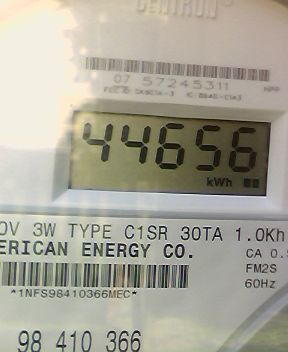 CENTRON
07 57245311
44656
kWh
0V 3W TYPE C1SR 30TA 1.0Kh
ERICAN ENERGY CO.
CA 0.
FM2S
60Hz
*1NFS98410366MEC*
98 410 366